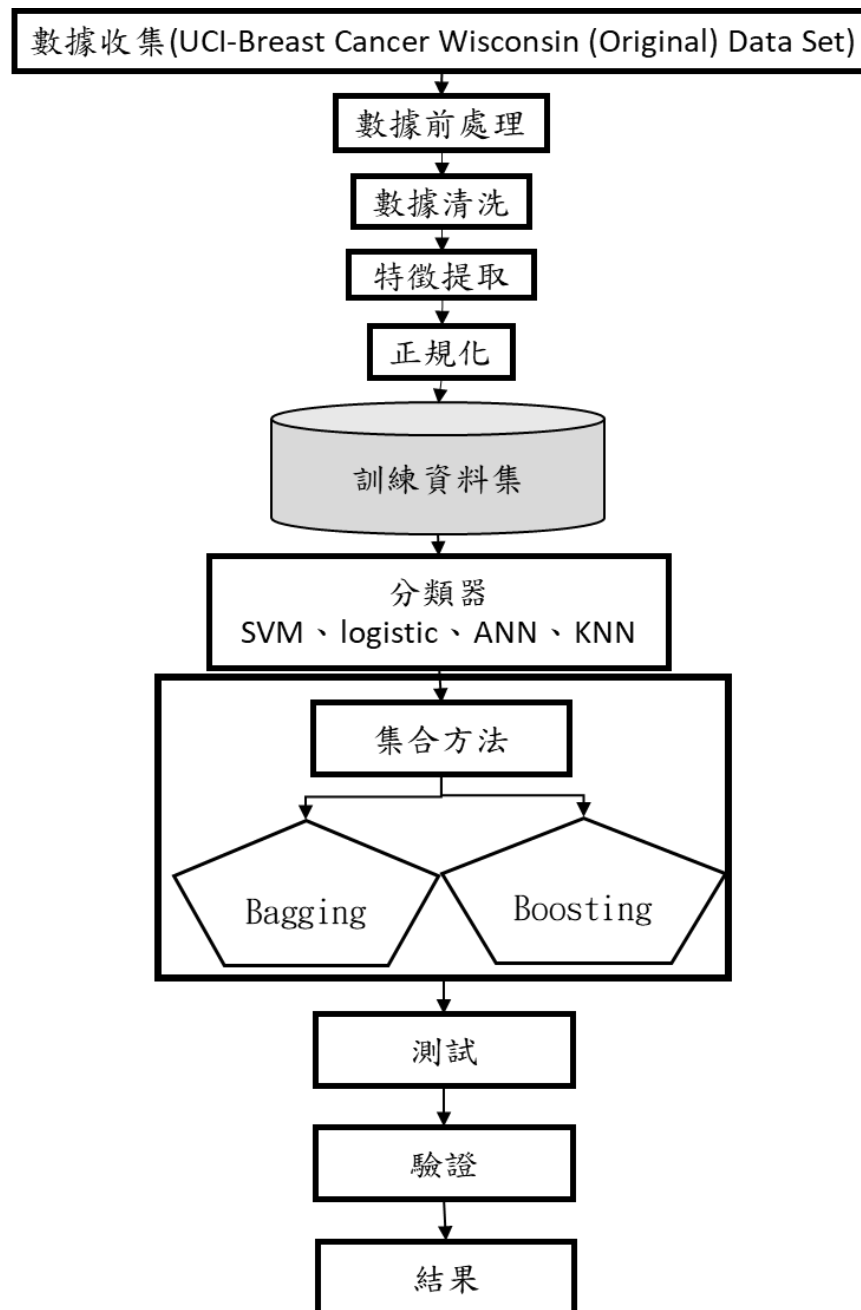 數據收集(UCI-Breast Cancer Wisconsin (Original) Data Set)
數據前處理
數據清洗
特徵提取
正規化
訓練資料集
分類器
SVM、logistic、ANN、KNN
集合方法
Bagging
Boosting
測試
驗證
結果